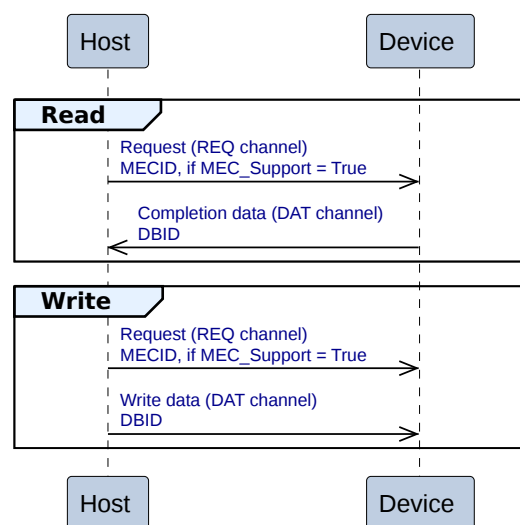 Host Device
Read
Request (REQ channel)
MECID, if MEC_Support = True
Completion data (DAT channel)
DBID
Write
Request (REQ channel)
MECID, if MEC_Support = True
Write data (DAT channel)
DBID
Host Device